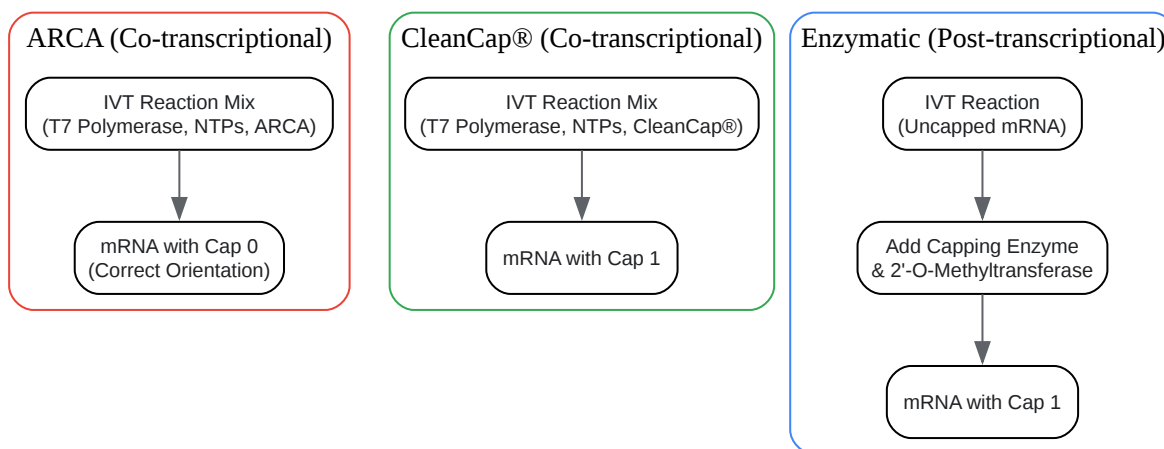 ARCA (Co-transcriptional)
IVT Reaction Mix
(T7 Polymerase, NTPs, ARCA)
mRNA with Cap 0
(Correct Orientation)
CleanCap® (Co-transcriptional)
IVT Reaction Mix
(T7 Polymerase, NTPs, CleanCap®)
mRNA with Cap 1
Enzymatic (Post-transcriptional)
IVT Reaction
(Uncapped mRNA)
Add Capping Enzyme
& 2'-O-Methyltransferase
mRNA with Cap 1